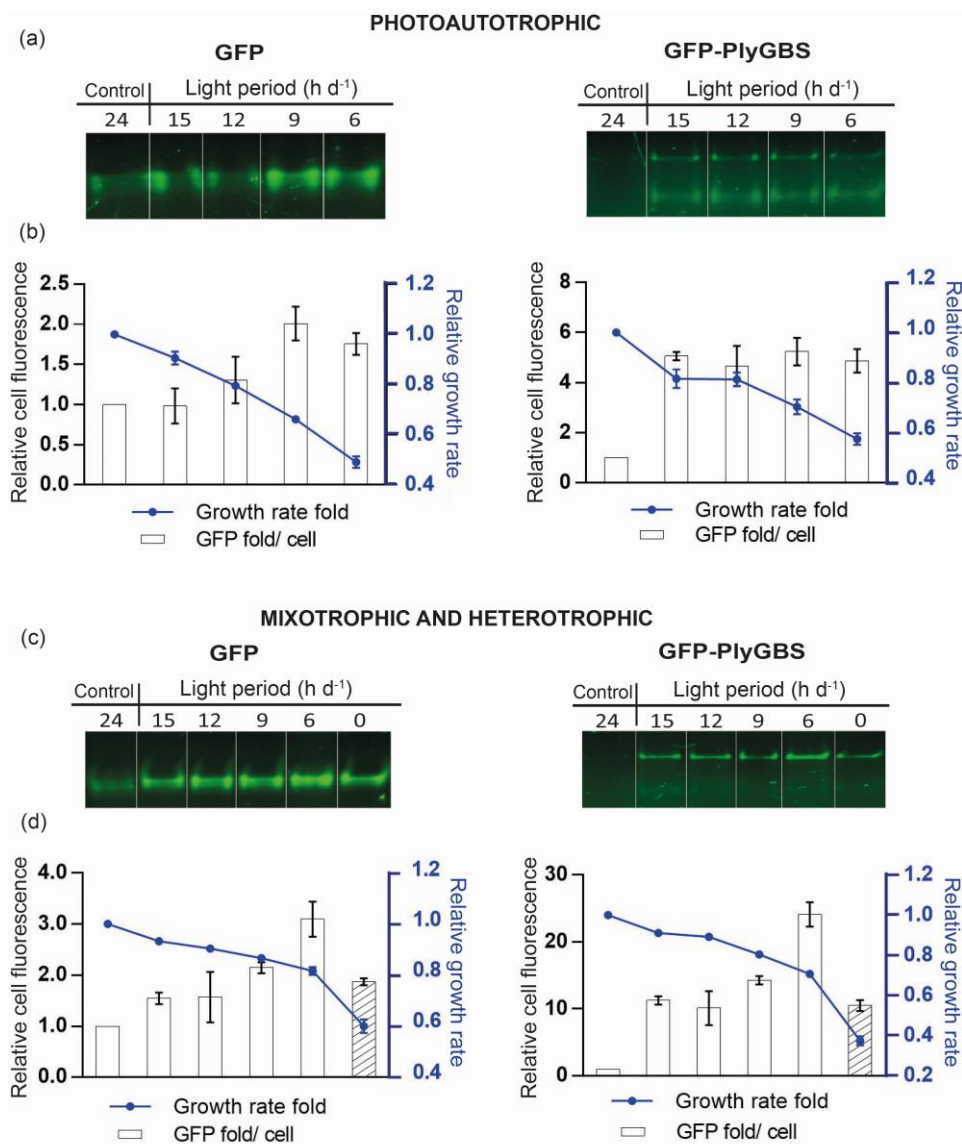 PHOTOAUTOTROPHIC
(a)
GFP
GFP-PlyGBS
Control Light period (h d⁻¹)
24 15 12 9 6
Control Light period (h d⁻¹)
24 15 12 9 6
(b)
Relative cell fluorescence
2.5
2.0
1.5
1.0
0.5
0.0
1.2
1.0
0.8
0.6
0.4
Relative growth rate
Growth rate fold
GFP fold/ cell
Relative cell fluorescence
8
6
4
2
0
1.2
1.0
0.8
0.6
0.4
Relative growth rate
Growth rate fold
GFP fold/ cell
MIXOTROPHIC AND HETEROTROPHIC
(c)
GFP
GFP-PlyGBS
Control Light period (h d⁻¹)
24 15 12 9 6 0
Control Light period (h d⁻¹)
24 15 12 9 6 0
(d)
Relative cell fluorescence
4.0
3.0
2.0
1.0
0.0
1.2
1.0
0.8
0.6
0.4
Relative growth rate
Growth rate fold
GFP fold/ cell
Relative cell fluorescence
30
20
10
0
1.2
1.0
0.8
0.6
0.4
0.2
Relative growth rate
Growth rate fold
GFP fold/ cell